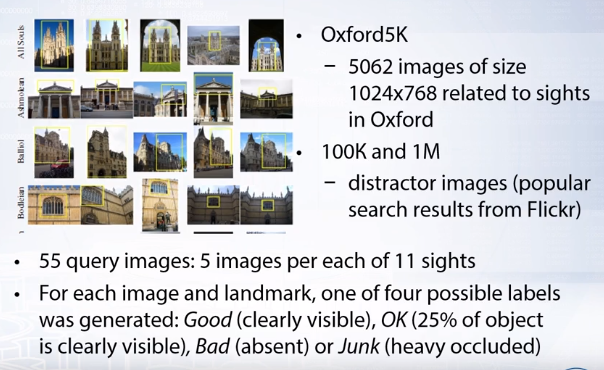 All Souls
Ashmolean
Balliol
Bodleian
• Oxford5K
– 5062 images of size
1024x768 related to sights
in Oxford
• 100K and 1M
– distractor images (popular
search results from Flickr)
• 55 query images: 5 images per each of 11 sights
• For each image and landmark, one of four possible labels
was generated: Good (clearly visible), OK (25% of object
is clearly visible), Bad (absent) or Junk (heavy occluded)